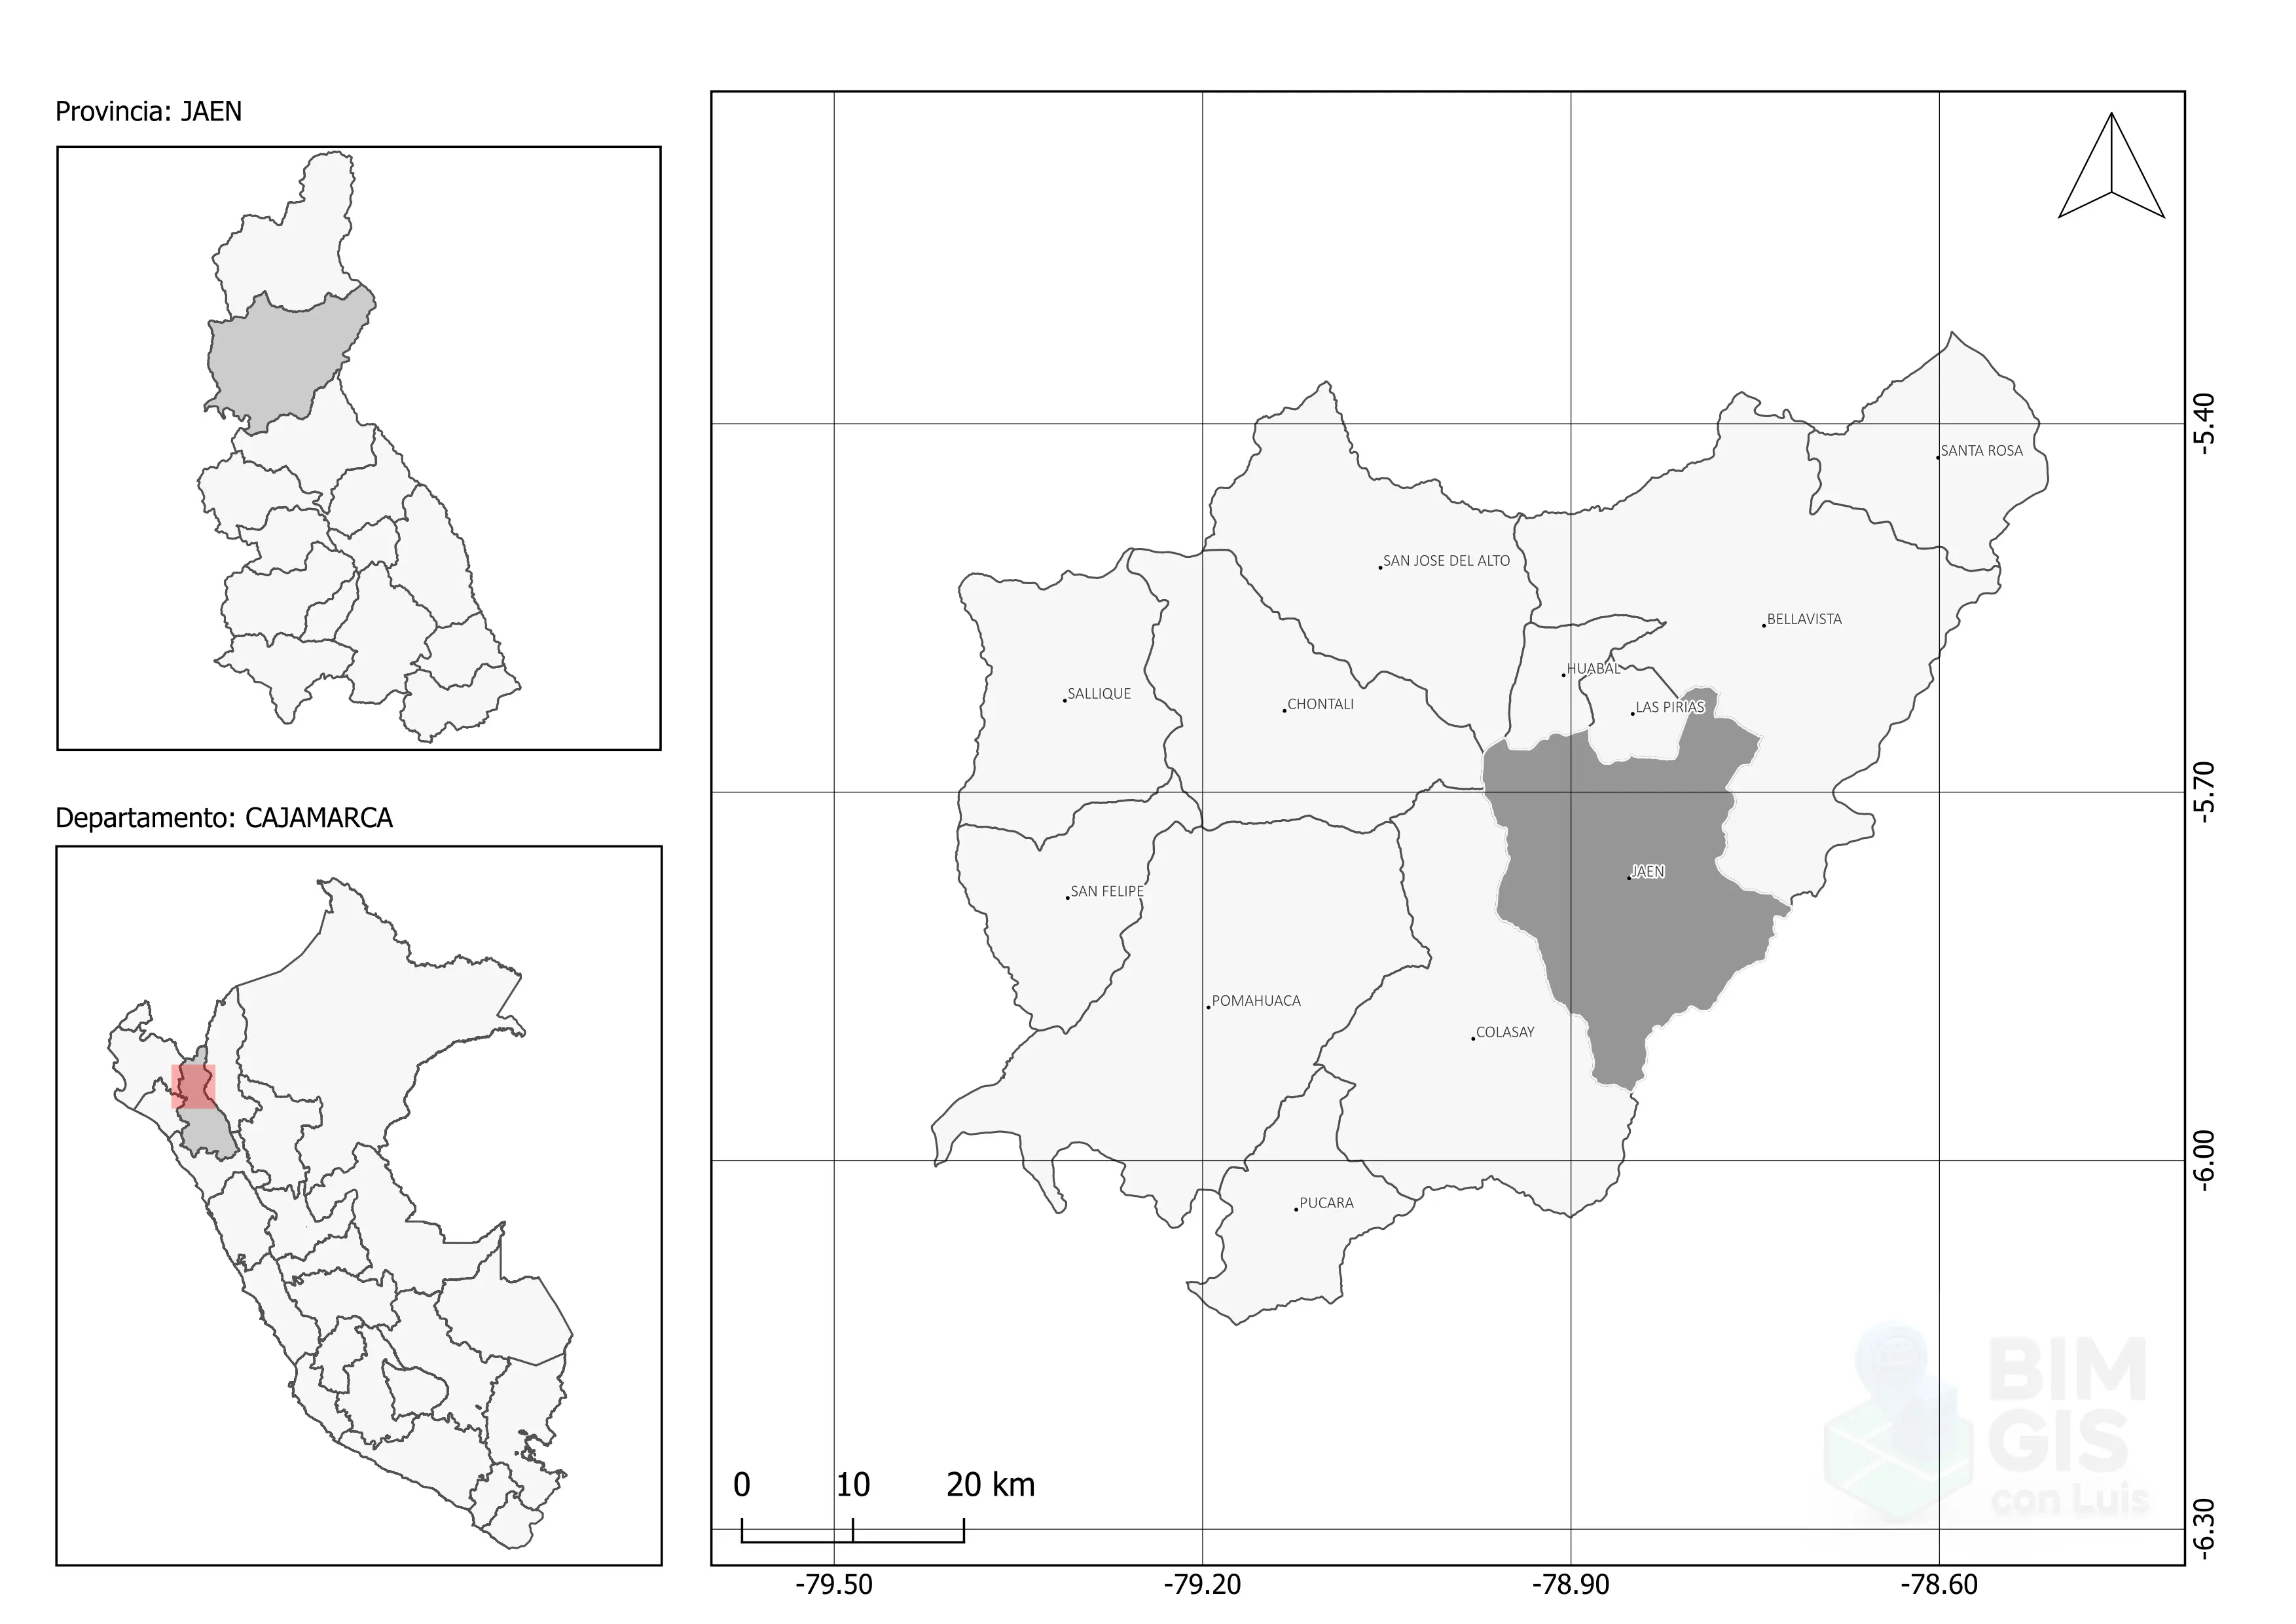 Provincia: JAEN
Departamento: CAJAMARCA
SANTA ROSA
SAN JOSE DEL ALTO
BELLAVISTA
HUABAL
SALLIQUE
CHONTALI
LAS PIRIAS
JAEN
SAN FELIPE
POMAHUACA
COLASAY
PUCARA
-5.40
-5.70
-6.00
-6.30
0 10 20 km
-79.50 -79.20 -78.90 -78.60
BIM
GIS
con Luis